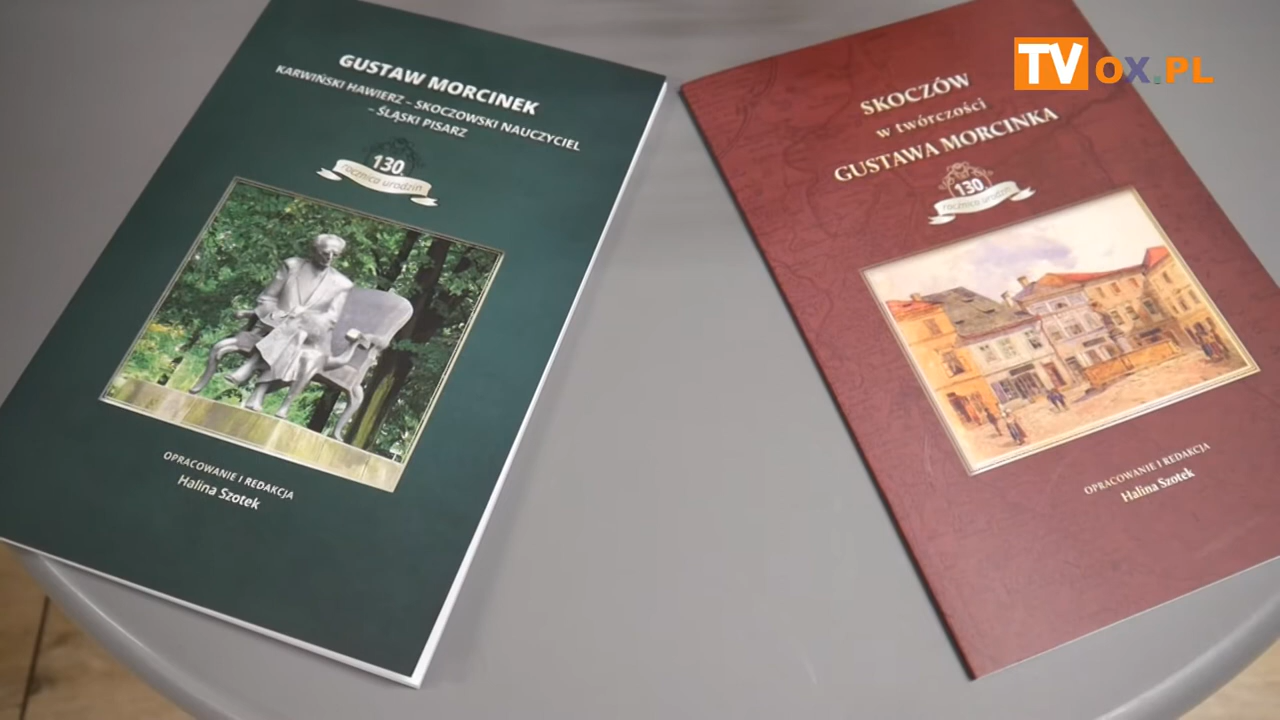 GUSTAW MORCINEK
KARWIŃSKI HAWIERZ – SKOCZOWSKI NAUCZYCIEL
– ŚLĄSKI PISARZ
130.
rocznica urodzin
OPRACOWANIE I REDAKCJA
Halina Szotek
SKOCZÓW
w twórczości
GUSTAWA MORCINKA
130.
rocznica urodzin
OPRACOWANIE I REDAKCJA
Halina Szotek
TVOX.PL